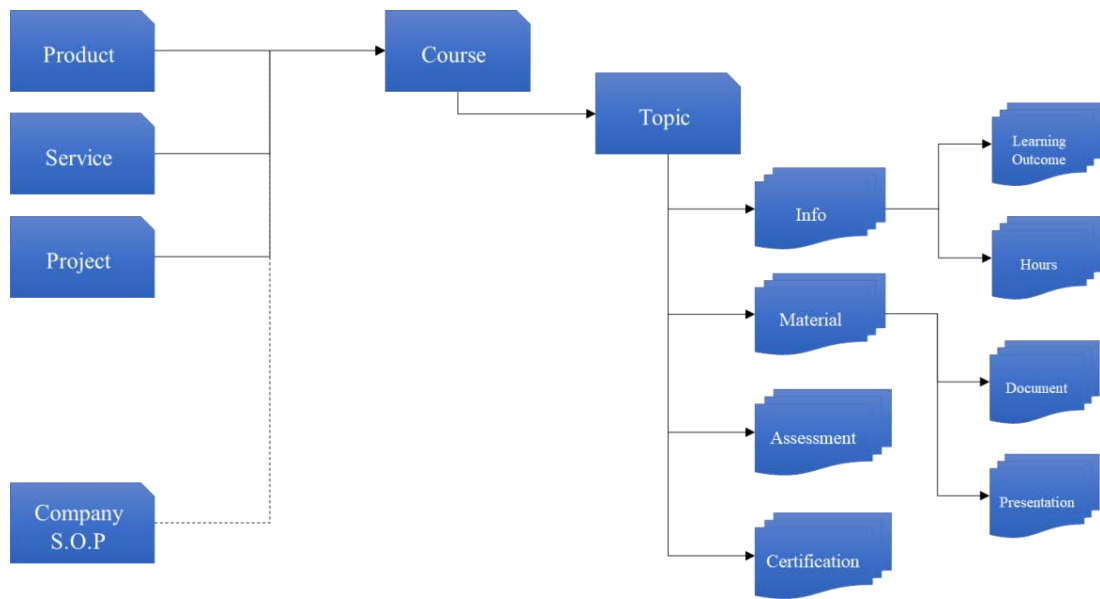 Product
Course
Topic
Service
Project
Company
S.O.P
Info
Material
Assessment
Certification
Learning
Outcome
Hours
Document
Presentation